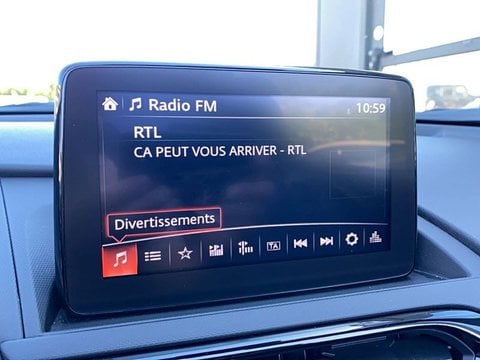 Radio FM 10:59
RTL
CA PEUT VOUS ARRIVER - RTL
Divertissements
TA